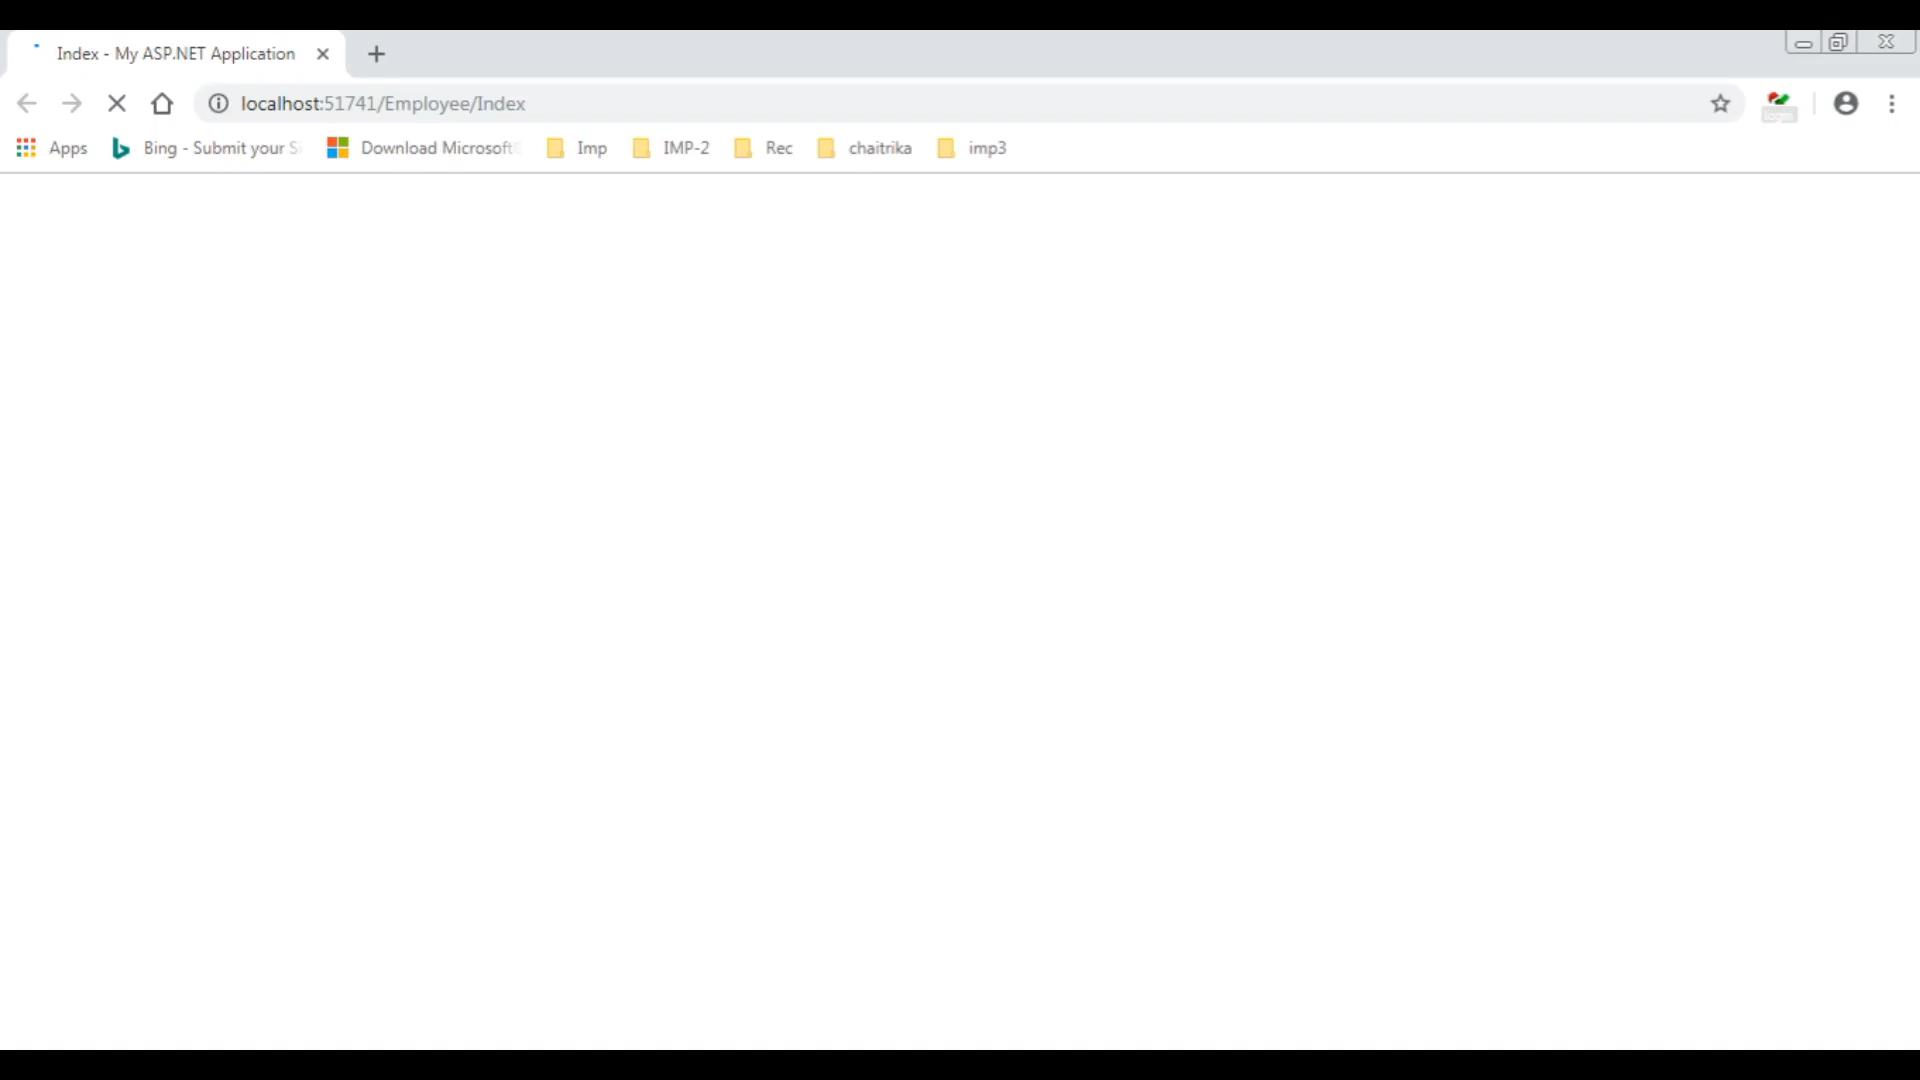 Index - My ASP.NET Application
localhost:51741/Employee/Index
Apps Bing - Submit your Download Microsoft Imp IMP-2 Rec chaitrika imp3